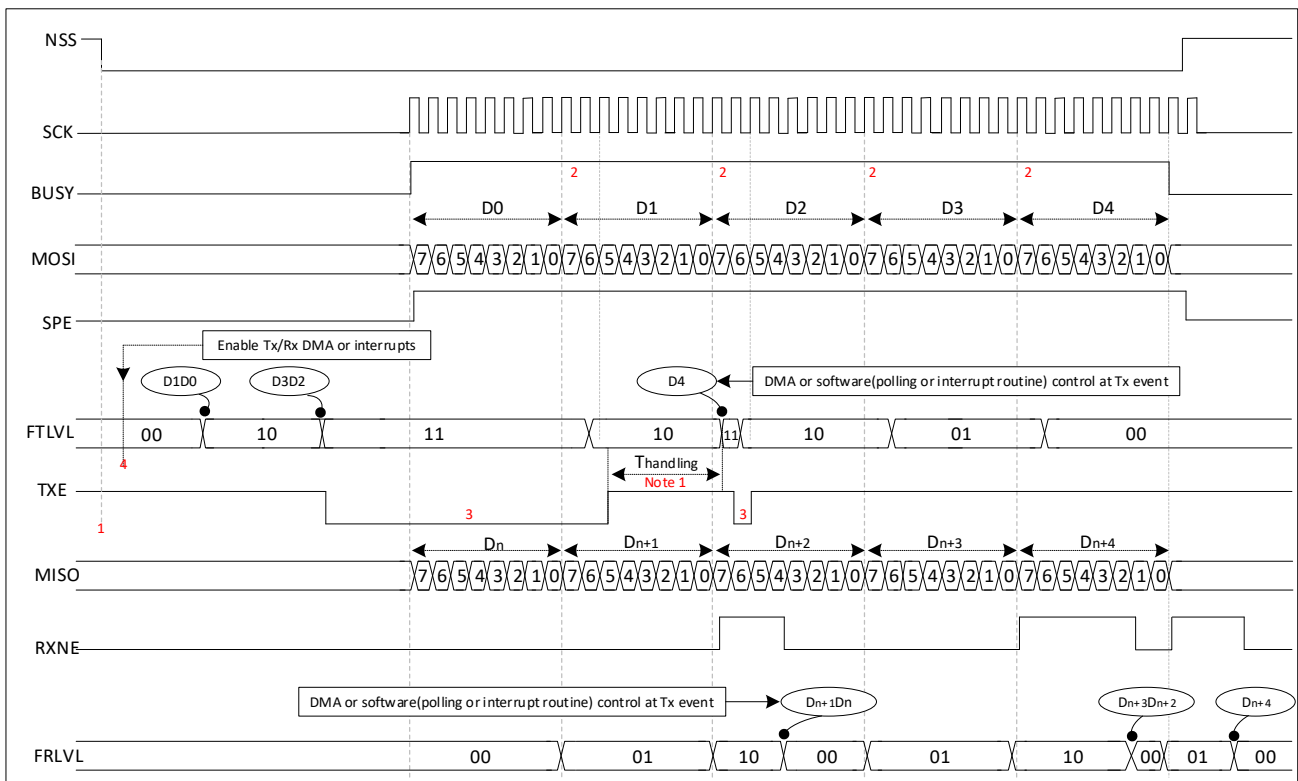 NSS
SCK
BUSY
2 2 2 2
D0 D1 D2 D3 D4
MOSI
7 6 5 4 3 2 1 0 7 6 5 4 3 2 1 0 7 6 5 4 3 2 1 0 7 6 5 4 3 2 1 0 7 6 5 4 3 2 1 0
SPE
Enable Tx/Rx DMA or interrupts
D1D0 D3D2 D4 DMA or software(polling or interrupt routine) control at Tx event
FTLVL 00 10 11 10 11 10 01 00
4 Thandling
Note 1
TXE
1 3 3
Dn Dn+1 Dn+2 Dn+3 Dn+4
MISO
7 6 5 4 3 2 1 0 7 6 5 4 3 2 1 0 7 6 5 4 3 2 1 0 7 6 5 4 3 2 1 0 7 6 5 4 3 2 1 0
RXNE
DMA or software(polling or interrupt routine) control at Tx event Dn+1Dn Dn+3Dn+2 Dn+4
FRLVL 00 01 10 00 01 10 00 01 00